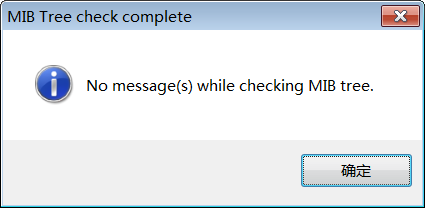 MIB Tree check complete
No message(s) while checking MIB tree.
确定